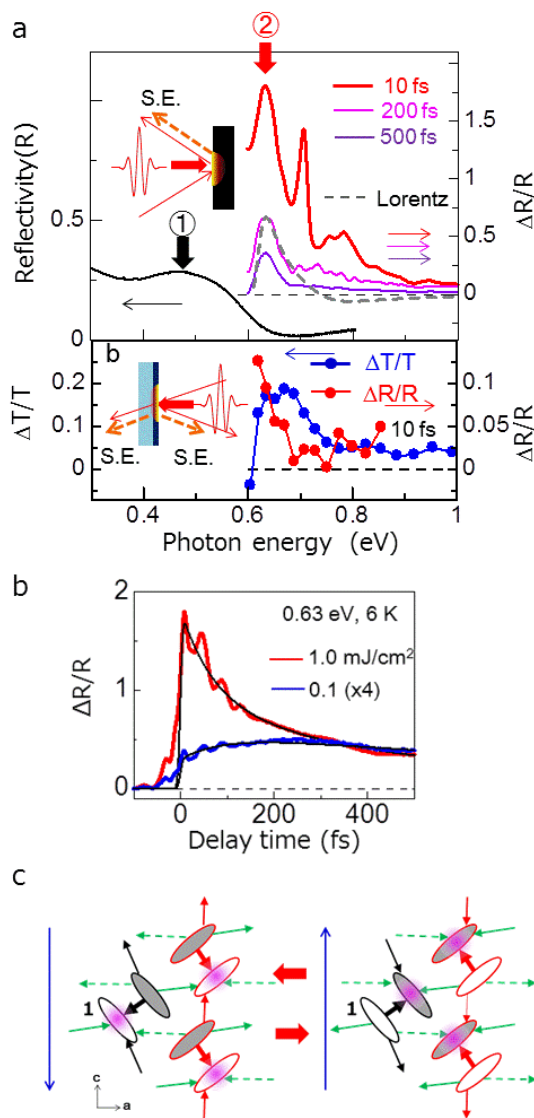 a
②
S.E.
①
10 fs
200 fs
500 fs
Lorentz
Reflectivity(R)
0.5
0
1.5
1
0.5
0
ΔR/R
b
ΔT/T
ΔR/R
10 fs
S.E.
S.E.
ΔT/T
0.2
0.1
0
0.1
0.05
0
ΔR/R
0.4
0.6
0.8
1
Photon energy (eV)
b
0.63 eV, 6 K
1.0 mJ/cm²
0.1 (x4)
ΔR/R
2
1
0
0
200
400
Delay time (fs)
c
1
1
c
a